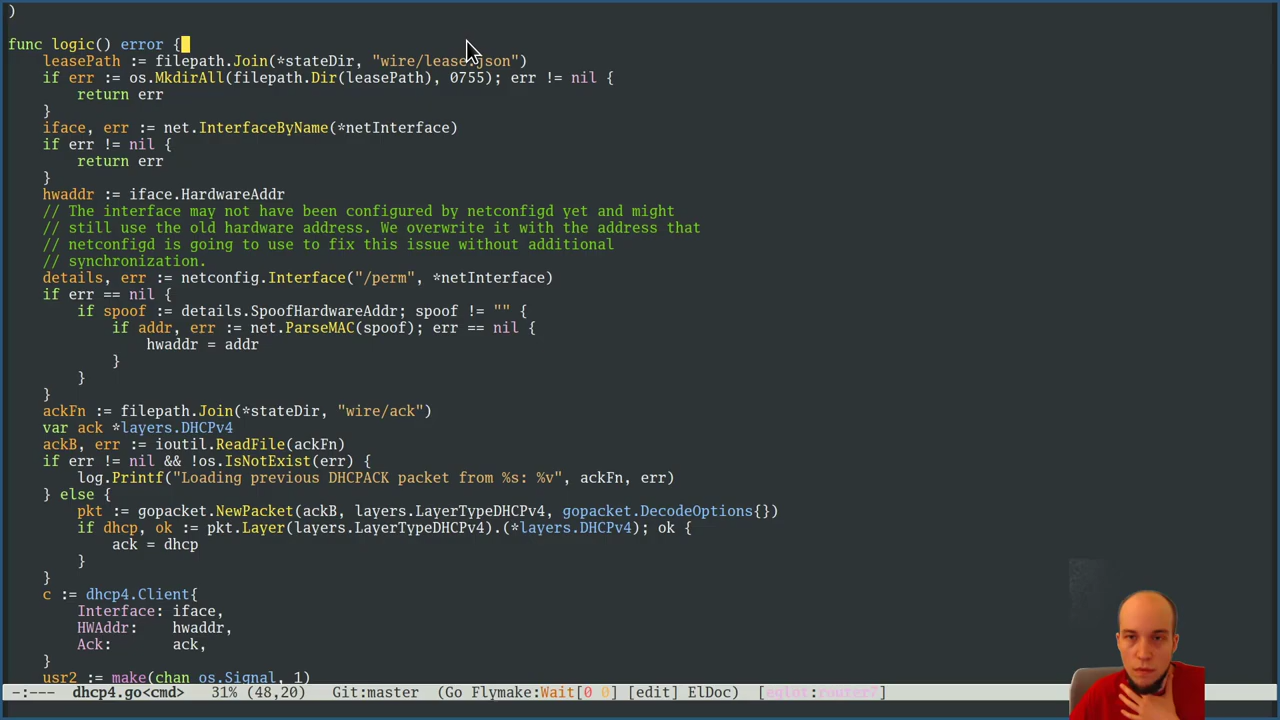 )
func logic() error {
leasePath := filepath.Join(*stateDir, "wire/lease.json")
if err := os.MkdirAll(filepath.Dir(leasePath), 0755); err != nil {
return err
}
iface, err := net.InterfaceByName(*netInterface)
if err != nil {
return err
}
hwaddr := iface.HardwareAddr
// The interface may not have been configured by netconfigd yet and might
// still use the old hardware address. We overwrite it with the address that
// netconfigd is going to use to fix this issue without additional
// synchronization.
details, err := netconfig.Interface("/perm", *netInterface)
if err == nil {
if spoof := details.SpoofHardwareAddr; spoof != "" {
if addr, err := net.ParseMAC(spoof); err == nil {
hwaddr = addr
}
}
}
ackFn := filepath.Join(*stateDir, "wire/ack")
var ack *layers.DHCPv4
ackB, err := ioutil.ReadFile(ackFn)
if err != nil && !os.IsNotExist(err) {
log.Printf("Loading previous DHCPACK packet from %s: %v", ackFn, err)
} else {
pkt := gopacket.NewPacket(ackB, layers.LayerTypeDHCPv4, gopacket.DecodeOptions{})
if dhcp, ok := pkt.Layer(layers.LayerTypeDHCPv4).(*layers.DHCPv4); ok {
ack = dhcp
}
}
c := dhcp4.Client{
Interface: iface,
HWAddr: hwaddr,
Ack: ack,
}
usr2 := make(chan os.Signal, 1)
-:--- dhcp4.go<cmd> 31% (48,20) Git:master (Go Flymake:Wait[0 0] [edit] ElDoc) [eglot:router7]